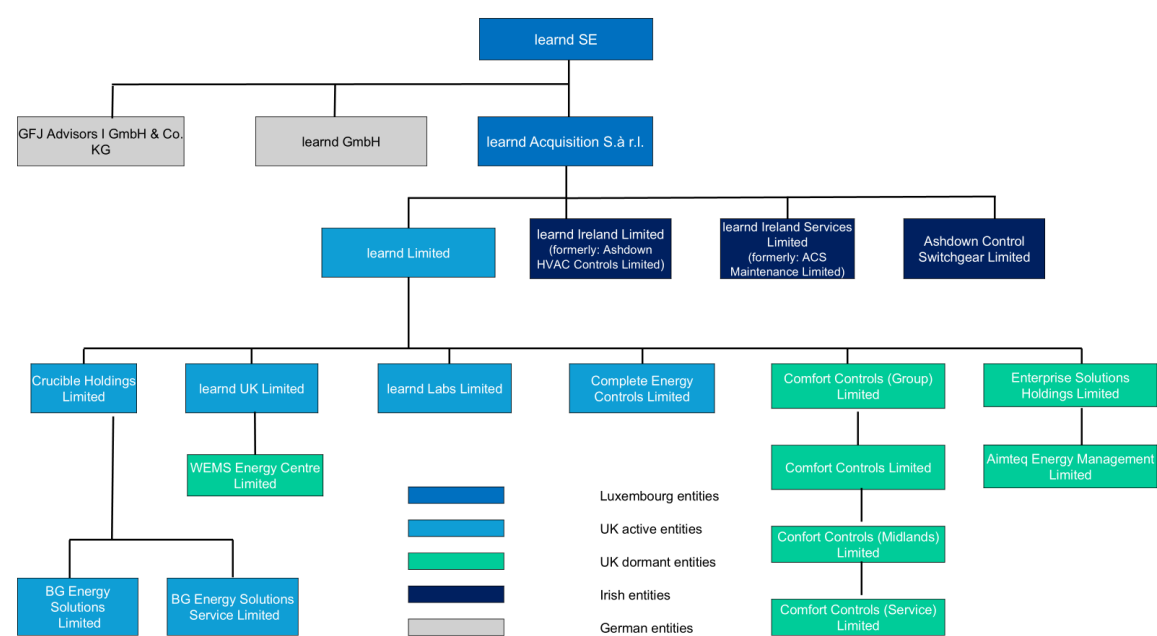 learnd SE
GFJ Advisors I GmbH & Co.
KG
learnd GmbH
learnd Acquisition S.à r.l.
learnd Limited
learnd Ireland Limited
(formerly: Ashdown
HVAC Controls Limited)
learnd Ireland Services
Limited
(formerly: ACS
Maintenance Limited)
Ashdown Control
Switchgear Limited
Crucible Holdings
Limited
learnd UK Limited
learnd Labs Limited
Complete Energy
Controls Limited
Comfort Controls (Group)
Limited
Enterprise Solutions
Holdings Limited
WEMS Energy Centre
Limited
Comfort Controls Limited
Aimteq Energy Management
Limited
Confort Controls (Midlands)
Limited
BG Energy
Solutions
Limited
BG Energy Solutions
Service Limited
Comfort Controls (Service)
Limited
Luxembourg entities
UK active entities
UK dormant entities
Irish entities
German entities